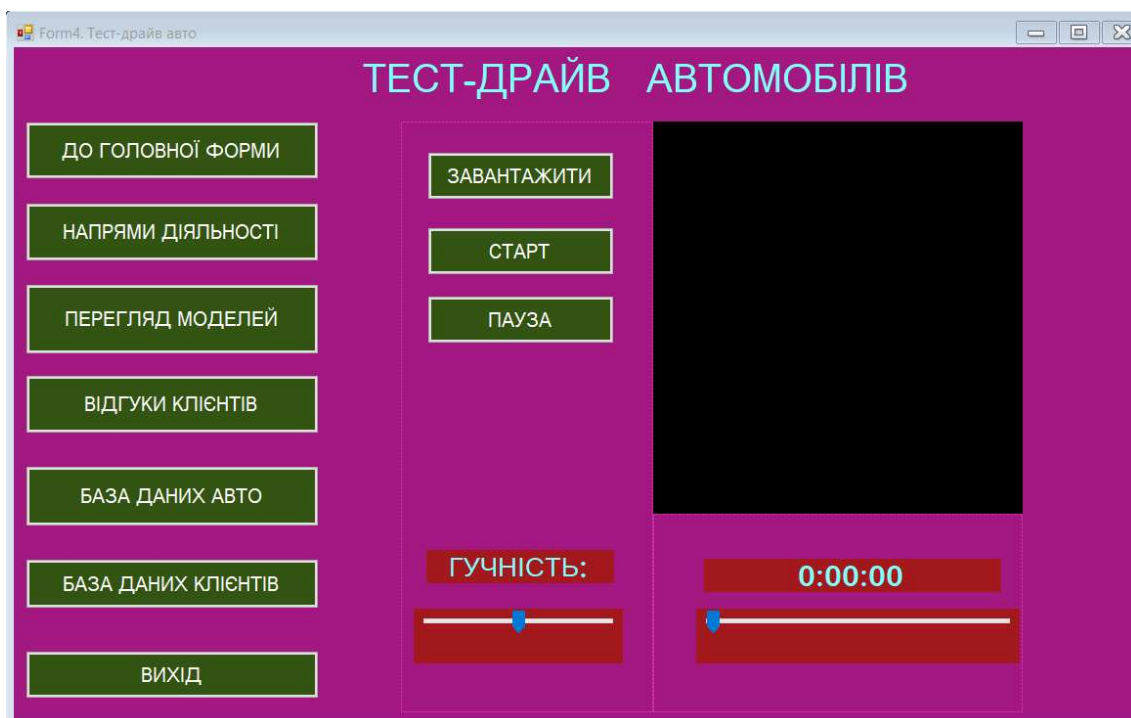 Form4. Тест-драйв авто
ТЕСТ-ДРАЙВ АВТОМОБІЛІВ
ДО ГОЛОВНОЇ ФОРМИ
НАПРЯМИ ДІЯЛЬНОСТІ
ПЕРЕГЛЯД МОДЕЛЕЙ
ВІДГУКИ КЛІЄНТІВ
БАЗА ДАНИХ АВТО
БАЗА ДАНИХ КЛІЄНТІВ
ВИХІД
ЗАВАНТАЖИТИ
СТАРТ
ПАУЗА
ГУЧНІСТЬ:
0:00:00